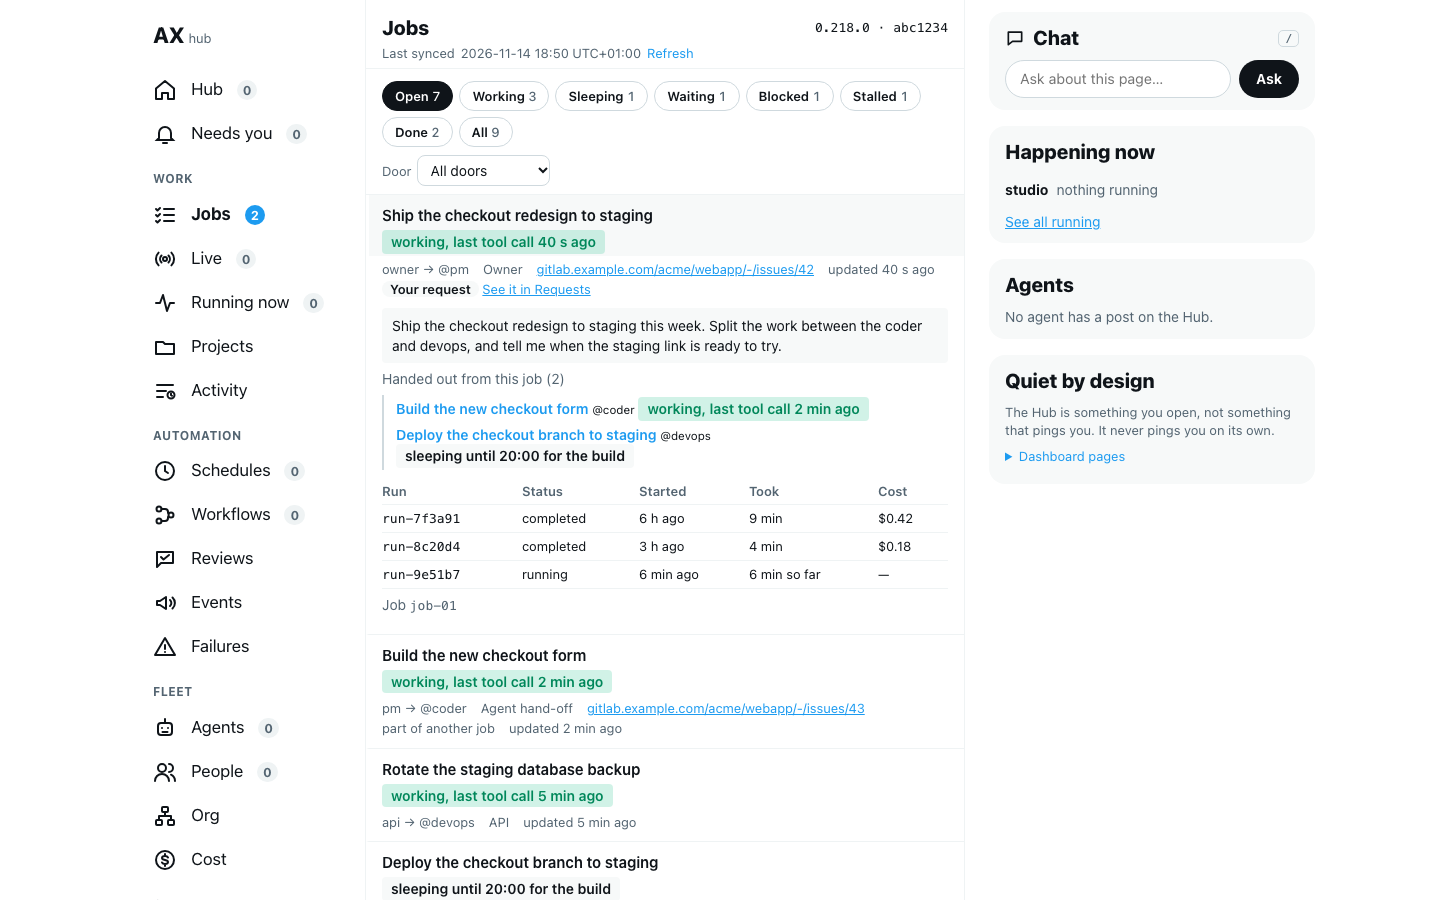 AX hub
Hub 0
Needs you 0
WORK
Jobs 2
Live 0
Running now 0
Projects
Activity
AUTOMATION
Schedules 0
Workflows 0
Reviews
Events
Failures
FLEET
Agents 0
People 0
Org
Cost
Jobs
0.218.0 · abc1234
Last synced 2026-11-14 18:50 UTC+01:00 Refresh
Open 7 Working 3 Sleeping 1 Waiting 1 Blocked 1 Stalled 1
Done 2 All 9
Door All doors
Ship the checkout redesign to staging
working, last tool call 40 s ago
owner → @pm Owner gitlab.example.com/acme/webapp/-/issues/42 updated 40 s ago
Your request See it in Requests
Ship the checkout redesign to staging this week. Split the work between the coder
and devops, and tell me when the staging link is ready to try.
Handed out from this job (2)
Build the new checkout form @coder working, last tool call 2 min ago
Deploy the checkout branch to staging @devops
sleeping until 20:00 for the build
Run Status Started Took Cost
run-7f3a91 completed 6 h ago 9 min $0.42
run-8c20d4 completed 3 h ago 4 min $0.18
run-9e51b7 running 6 min ago 6 min so far —
Job job-01
Build the new checkout form
working, last tool call 2 min ago
pm → @coder Agent hand-off gitlab.example.com/acme/webapp/-/issues/43
part of another job updated 2 min ago
Rotate the staging database backup
working, last tool call 5 min ago
api → @devops API updated 5 min ago
Deploy the checkout branch to staging
sleeping until 20:00 for the build
Chat /
Ask about this page... Ask
Happening now
studio nothing running
See all running
Agents
No agent has a post on the Hub.
Quiet by design
The Hub is something you open, not something
that pings you. It never pings you on its own.
Dashboard pages